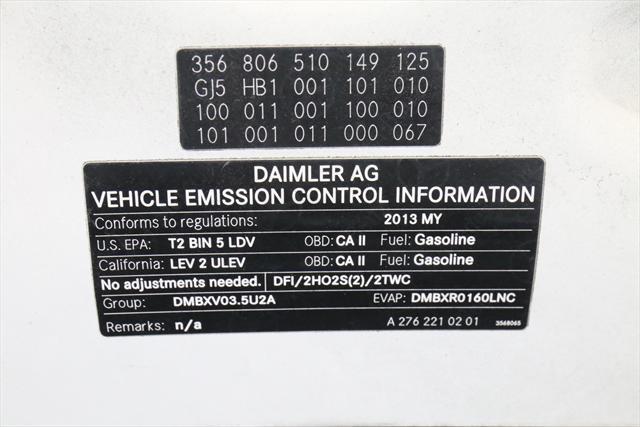 356 806 510 149 125
GJ5 HB1 001 101 010
100 011 001 100 010
101 001 011 000 067
DAIMLER AG
VEHICLE EMISSION CONTROL INFORMATION
Conforms to regulations: 2013 MY
U.S. EPA: T2 BIN 5 LDV OBD: CA II Fuel: Gasoline
California: LEV 2 ULEV OBD: CA II Fuel: Gasoline
No adjustments needed. DFI/2HO2S(2)/2TWC
Group: DMBXV03.5U2A EVAP: DMBXR0160LNC
Remarks: n/a A 276 221 02 01 3568065